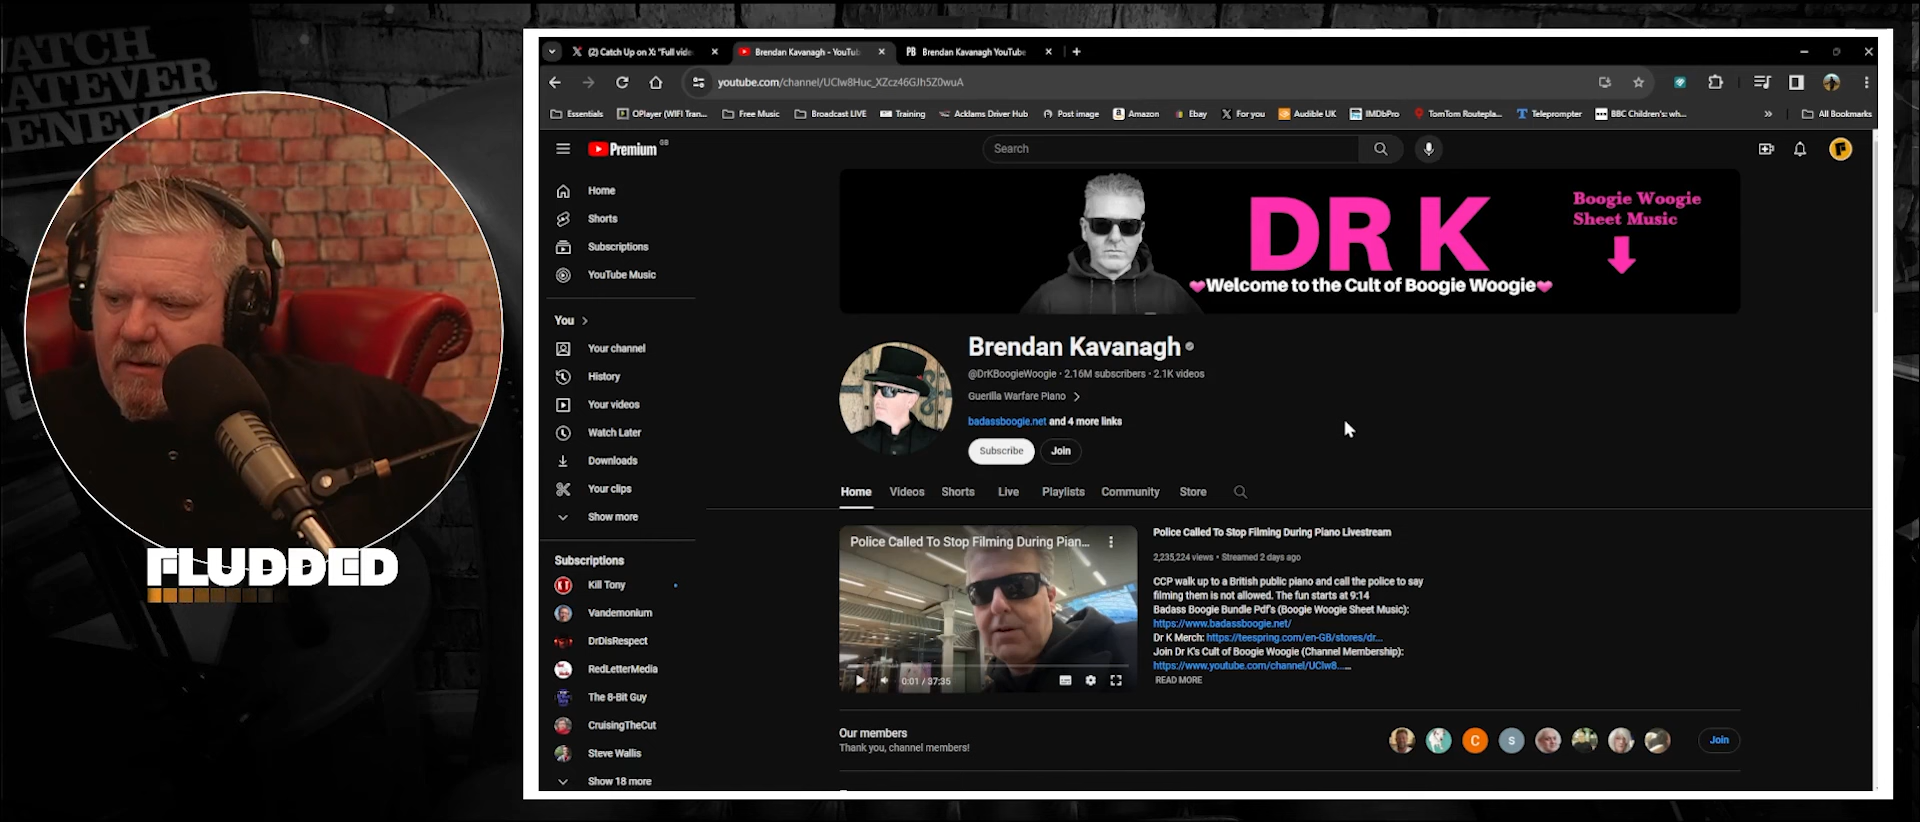 FLUDDED
(2) Catch Up on X: "Full vide
Brendan Kavanagh - YouTub
PB Brendan Kavanagh YouTube
youtube.com/channel/UClw8Huc_XZcz46GJh5Z0wuA
Essentials
OPlayer (WIFI Tran...
Free Music
Broadcast LIVE
Training
Acklams Driver Hub
Post image
Amazon
Ebay
For you
Audible UK
IMDbPro
TomTom Routepla...
Teleprompter
BBC Children's: wh...
All Bookmarks
Premium GB
Search
Home
Shorts
Subscriptions
YouTube Music
You
Your channel
History
Your videos
Watch Later
Downloads
Your clips
Show more
Subscriptions
Kill Tony
Vandemonium
DrDisRespect
RedLetterMedia
The 8-Bit Guy
CruisingTheCut
Steve Wallis
Show 18 more
DR K
Welcome to the Cult of Boogie Woogie
Boogie Woogie
Sheet Music
Brendan Kavanagh
@DrKBoogieWoogie · 2.16M subscribers · 2.1K videos
Guerilla Warfare Piano
badassboogie.net and 4 more links
Subscribe
Join
Home
Videos
Shorts
Live
Playlists
Community
Store
Police Called To Stop Filming During Pian...
0:01 / 37:35
Police Called To Stop Filming During Piano Livestream
2,235,224 views • Streamed 2 days ago
CCP walk up to a British public piano and call the police to say
filming them is not allowed. The fun starts at 9:14
Badass Boogie Bundle Pdf's (Boogie Woogie Sheet Music):
https://www.badassboogie.net/
Dr K Merch: https://teespring.com/en-GB/stores/dr...
Join Dr K's Cult of Boogie Woogie (Channel Membership):
https://www.youtube.com/channel/UClw8...
READ MORE
Our members
Thank you, channel members!
C
S
Join